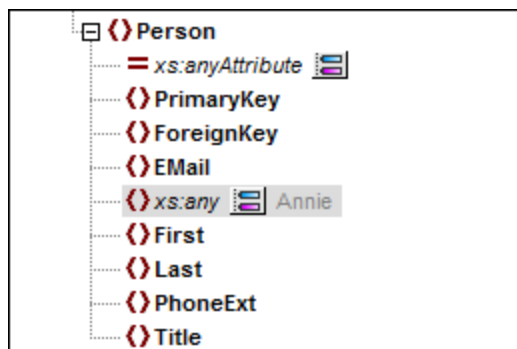 Person
xs:anyAttribute
PrimaryKey
ForeignKey
EMail
xs:any Annie
First
Last
PhoneExt
Title